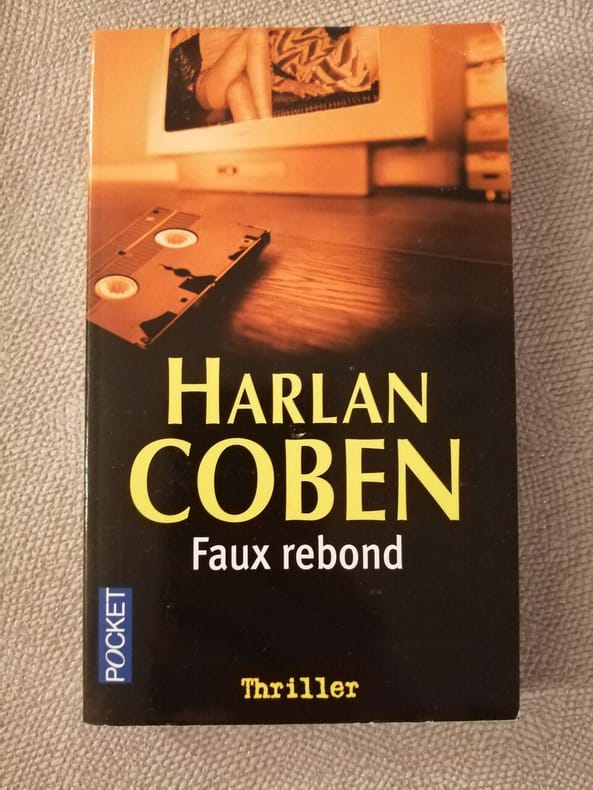 HARLAN
COBEN
Faux rebond
POCKET
Thriller